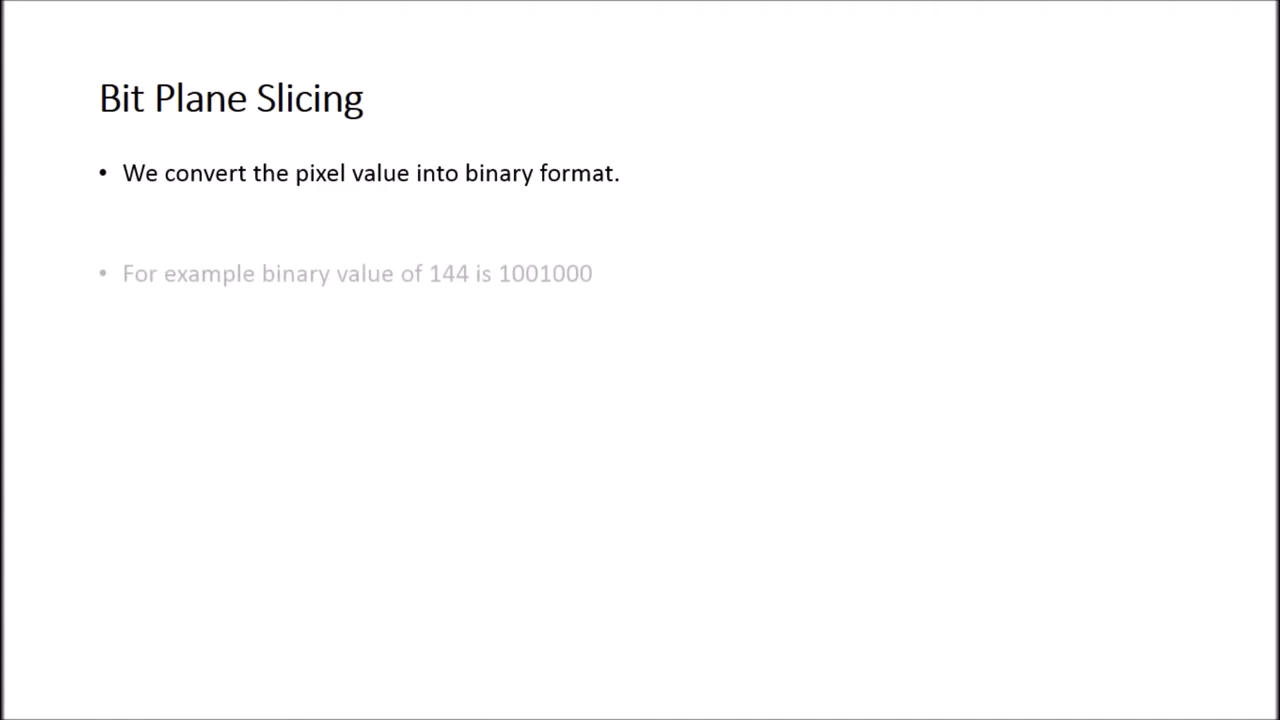 Bit Plane Slicing
• We convert the pixel value into binary format.
• For example binary value of 144 is 1001000